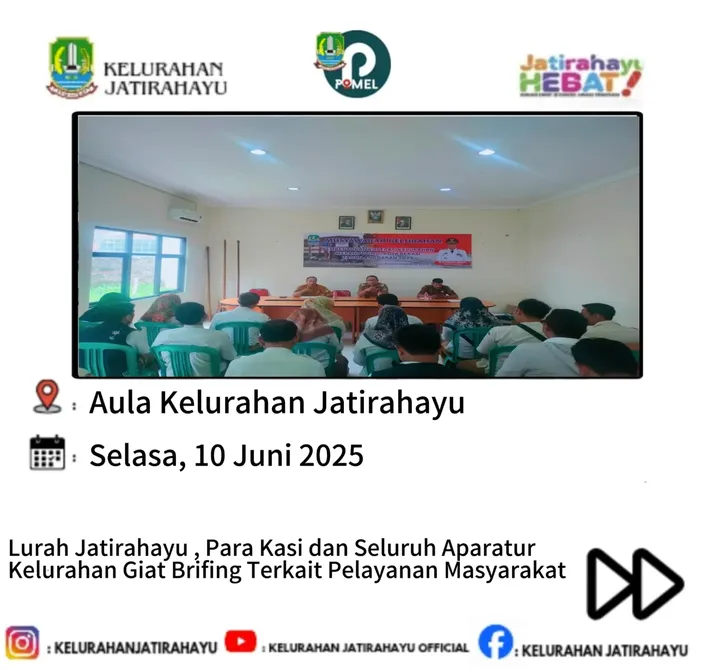 KELURAHAN
JATIRAHAYU
POMEL
Jatirahayu
HEBAT!
Aula Kelurahan Jatirahayu
Selasa, 10 Juni 2025
Lurah Jatirahayu , Para Kasi dan Seluruh Aparatur
Kelurahan Giat Brifing Terkait Pelayanan Masyarakat
: KELURAHANJATIRAHAYU
: KELURAHAN JATIRAHAYU OFFICIAL
: KELURAHAN JATIRAHAYU